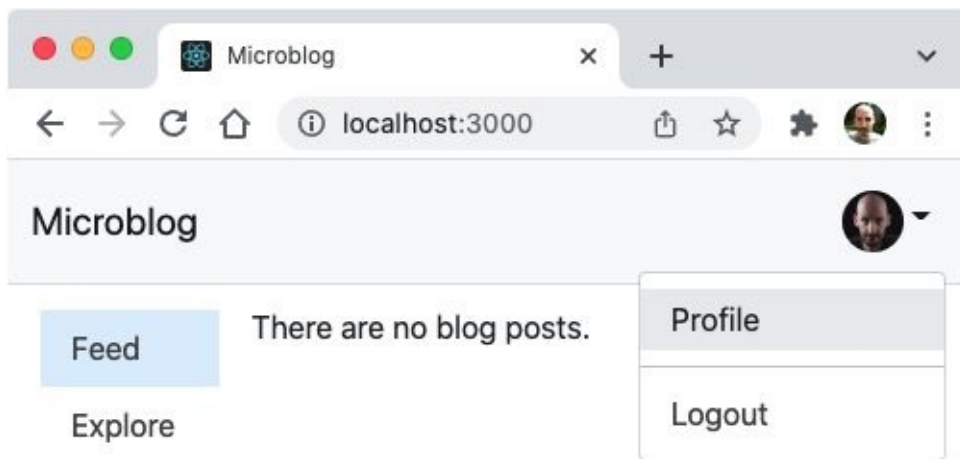 Microblog
localhost:3000
Microblog
Feed
There are no blog posts.
Profile
Explore
Logout